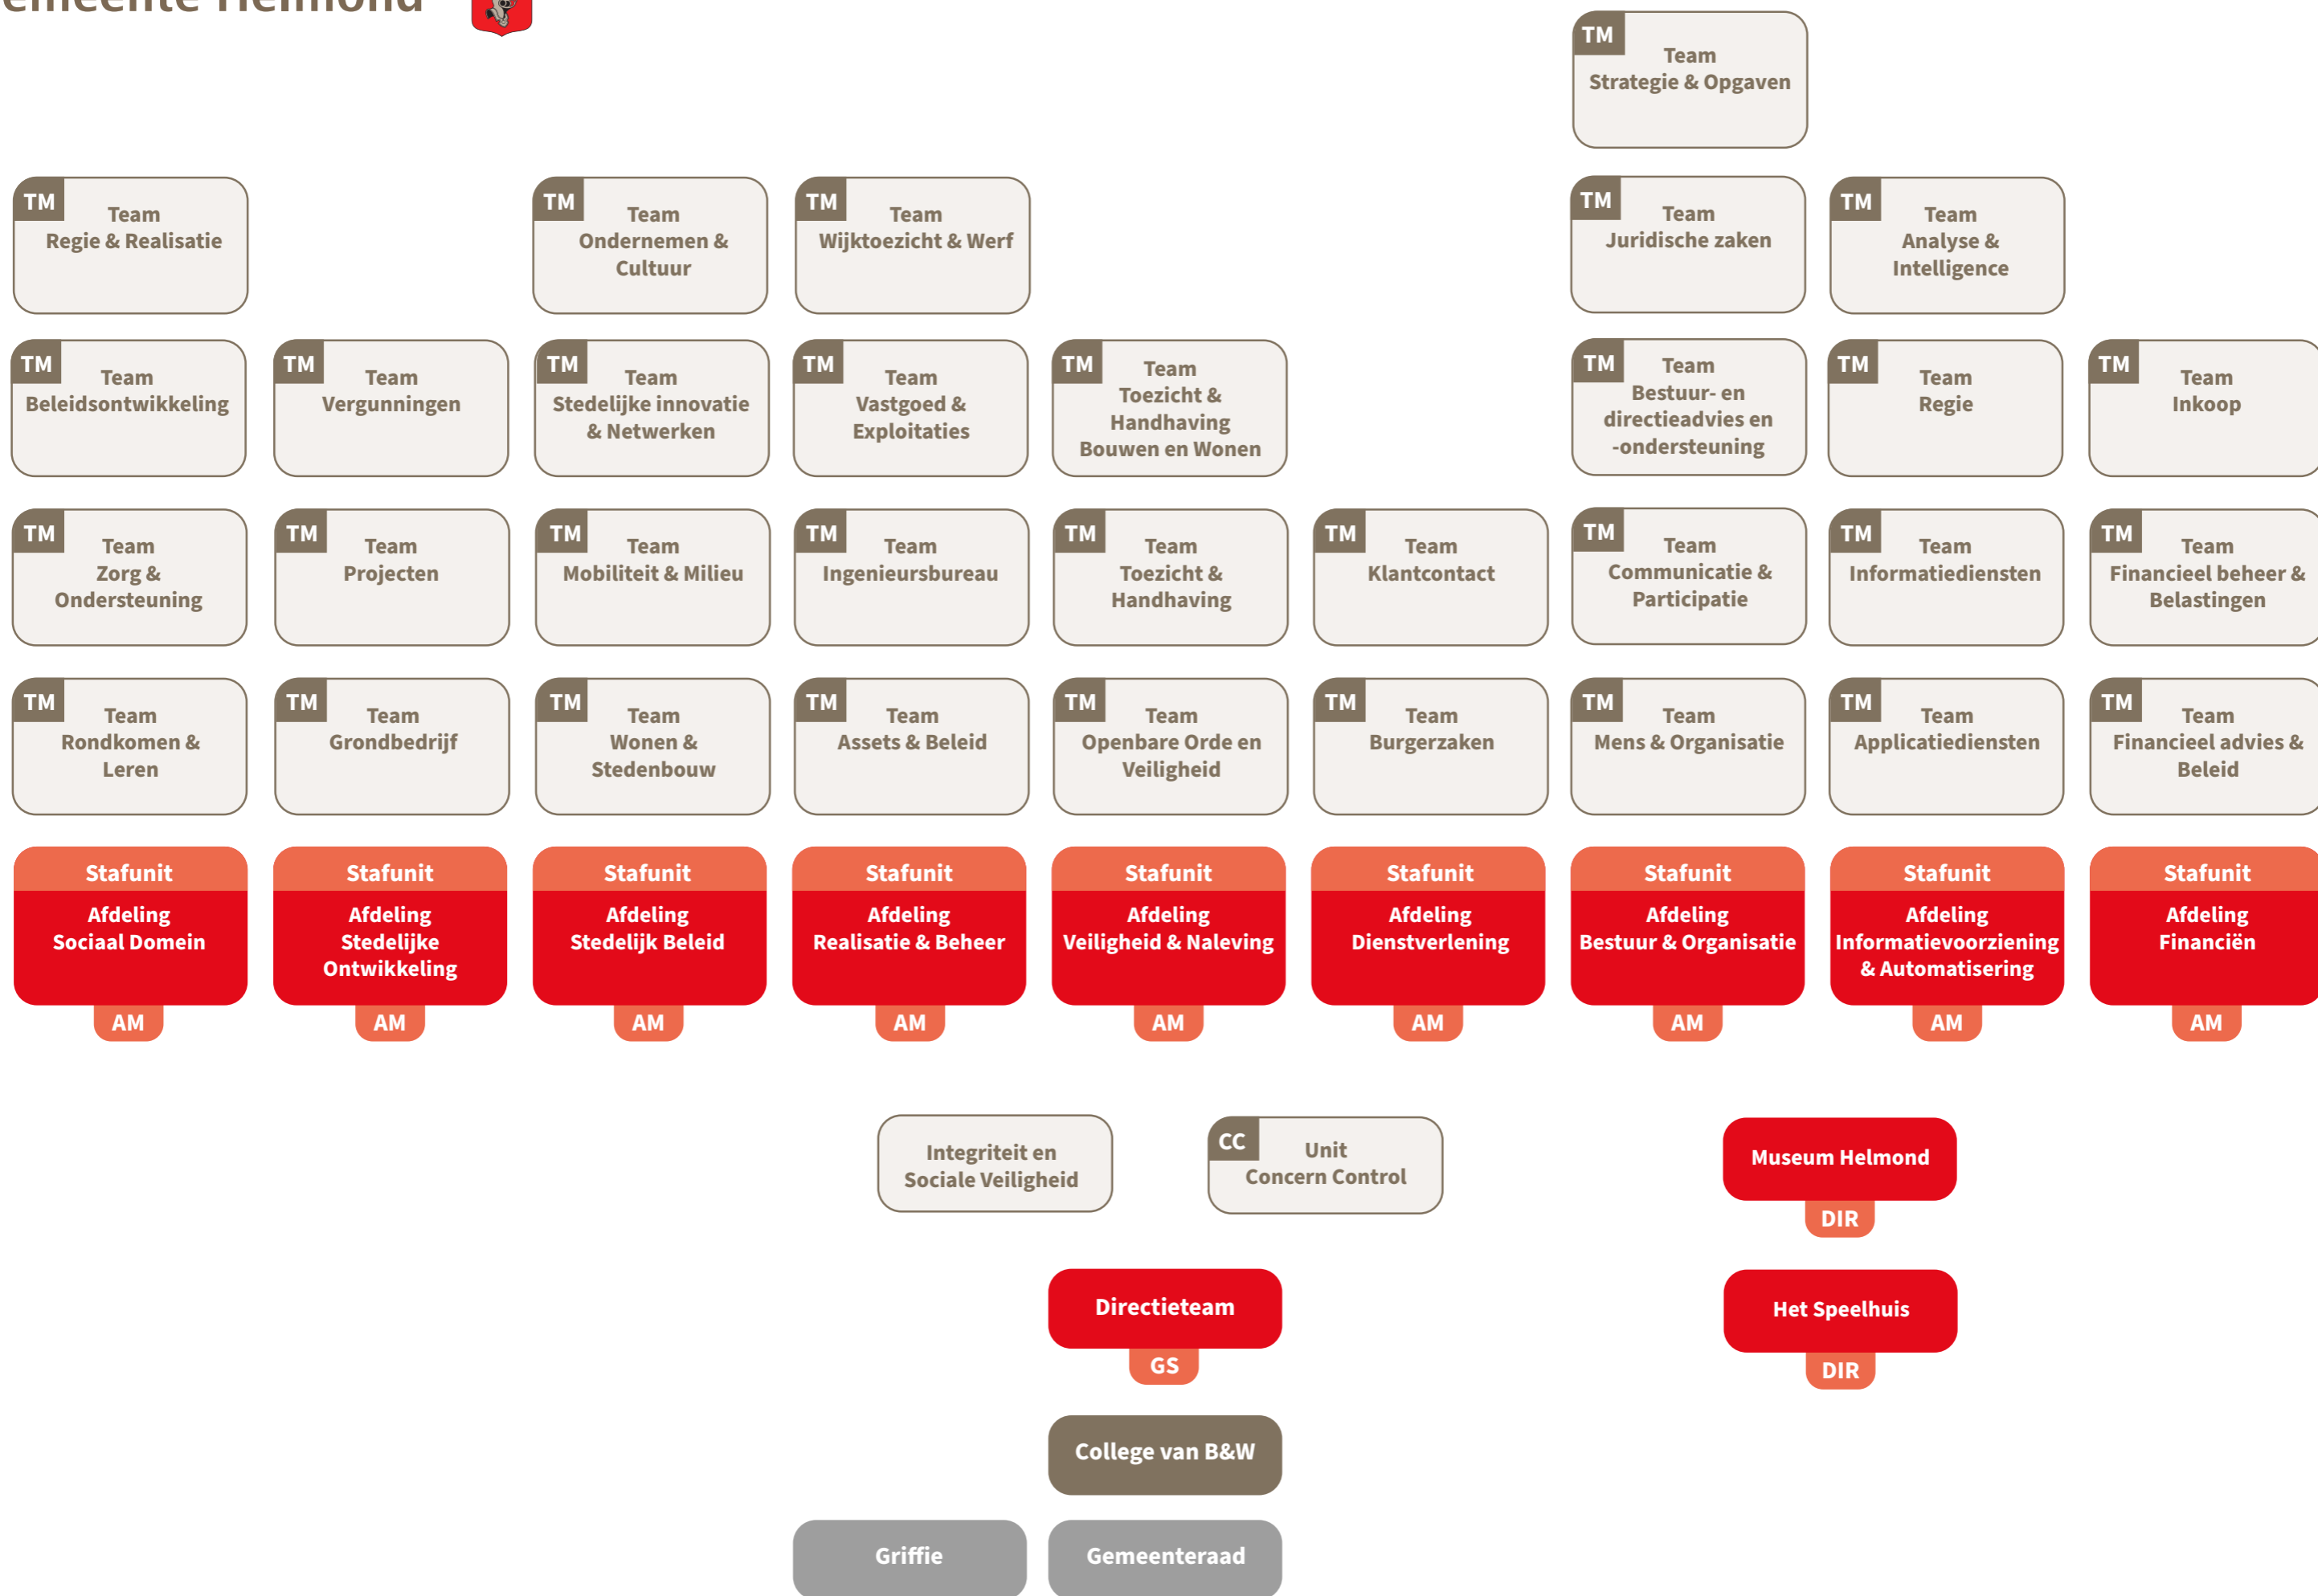 emeente Helmond
TM
Team
Strategie & Opgaven
TM
Team
Regie & Realisatie
TM
Team
Ondernemen &
Cultuur
TM
Team
Wijktoezicht & Werf
TM
Team
Juridische zaken
TM
Team
Analyse &
Intelligence
TM
Team
Beleidsontwikkeling
TM
Team
Vergunningen
TM
Team
Stedelijke innovatie
& Netwerken
TM
Team
Vastgoed &
Exploitaties
TM
Team
Toezicht &
Handhaving
Bouwen en Wonen
TM
Team
Bestuur- en
directieadvies en
-ondersteuning
TM
Team
Regie
TM
Team
Inkoop
TM
Team
Zorg &
Ondersteuning
TM
Team
Projecten
TM
Team
Mobiliteit & Milieu
TM
Team
Ingenieursbureau
TM
Team
Toezicht &
Handhaving
TM
Team
Klantcontact
TM
Team
Communicatie &
Participatie
TM
Team
Informatiediensten
TM
Team
Financieel beheer &
Belastingen
TM
Team
Rondkomen &
Leren
TM
Team
Grondbedrijf
TM
Team
Wonen &
Stedenbouw
TM
Team
Assets & Beleid
TM
Team
Openbare Orde en
Veiligheid
TM
Team
Burgerzaken
TM
Team
Mens & Organisatie
TM
Team
Applicatiediensten
TM
Team
Financieel advies &
Beleid
Stafunit
Afdeling
Sociaal Domein
AM
Stafunit
Afdeling
Stedelijke
Ontwikkeling
AM
Stafunit
Afdeling
Stedelijk Beleid
AM
Stafunit
Afdeling
Realisatie & Beheer
AM
Stafunit
Afdeling
Veiligheid & Naleving
AM
Stafunit
Afdeling
Dienstverlening
AM
Stafunit
Afdeling
Bestuur & Organisatie
AM
Stafunit
Afdeling
Informatievoorziening
& Automatisering
AM
Stafunit
Afdeling
Financiën
AM
Integriteit en
Sociale Veiligheid
CC
Unit
Concern Control
Museum Helmond
DIR
Directieteam
GS
Het Speelhuis
DIR
College van B&W
Griffie
Gemeenteraad